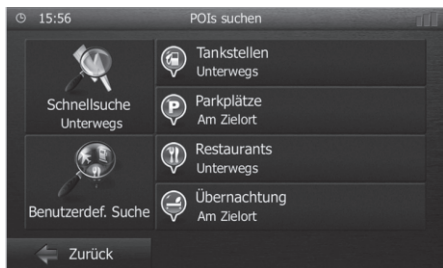 15:56 POIs suchen
Schnellsuche
Unterwegs
Benutzerdef. Suche
Tankstellen
Unterwegs
P
Parkplätze
Am Zielort
Restaurants
Unterwegs
Übernachtung
Am Zielort
Zurück